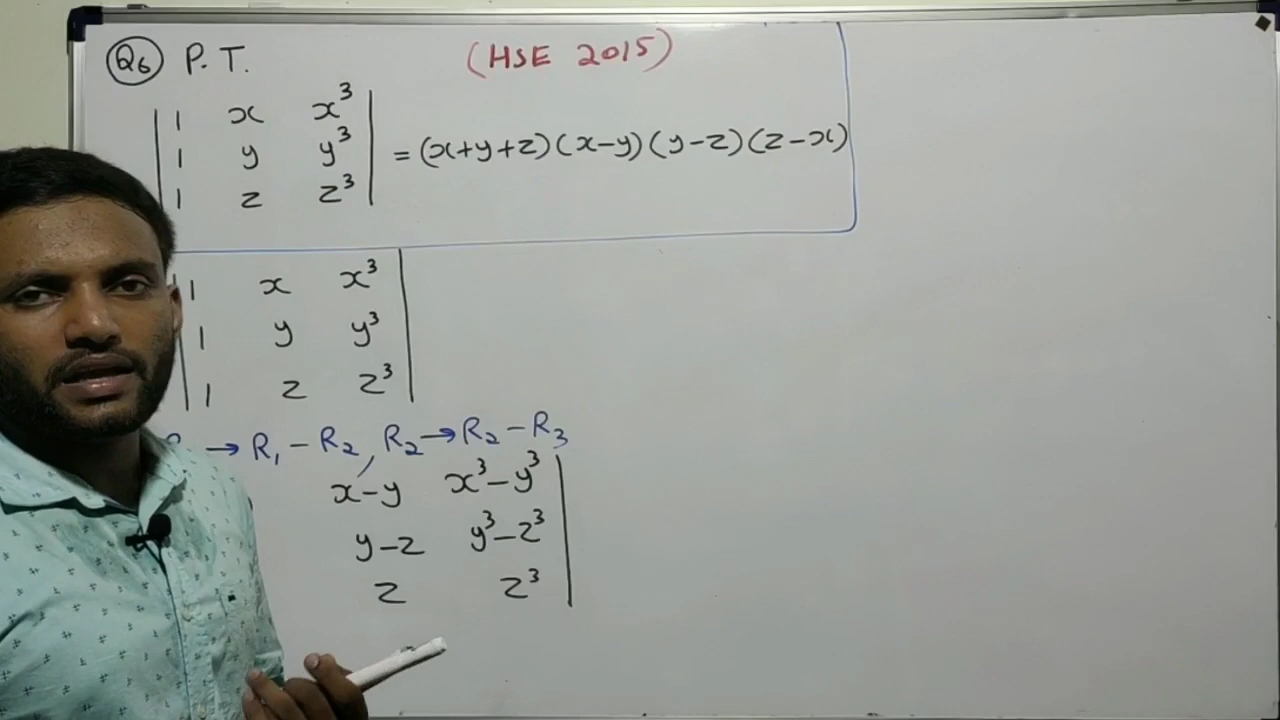 Q6 P.T. (HSE 2015)
| 1 x x³ |
| 1 y y³ | = (x+y+z)(x-y)(y-z)(z-x)
| 1 z z³ |
| 1 x x³ |
| 1 y y³ |
| 1 z z³ |
→ R₁ - R₂, R₂ → R₂ - R₃
x-y x³-y³ |
y-z y³-z³ |
z z³ |